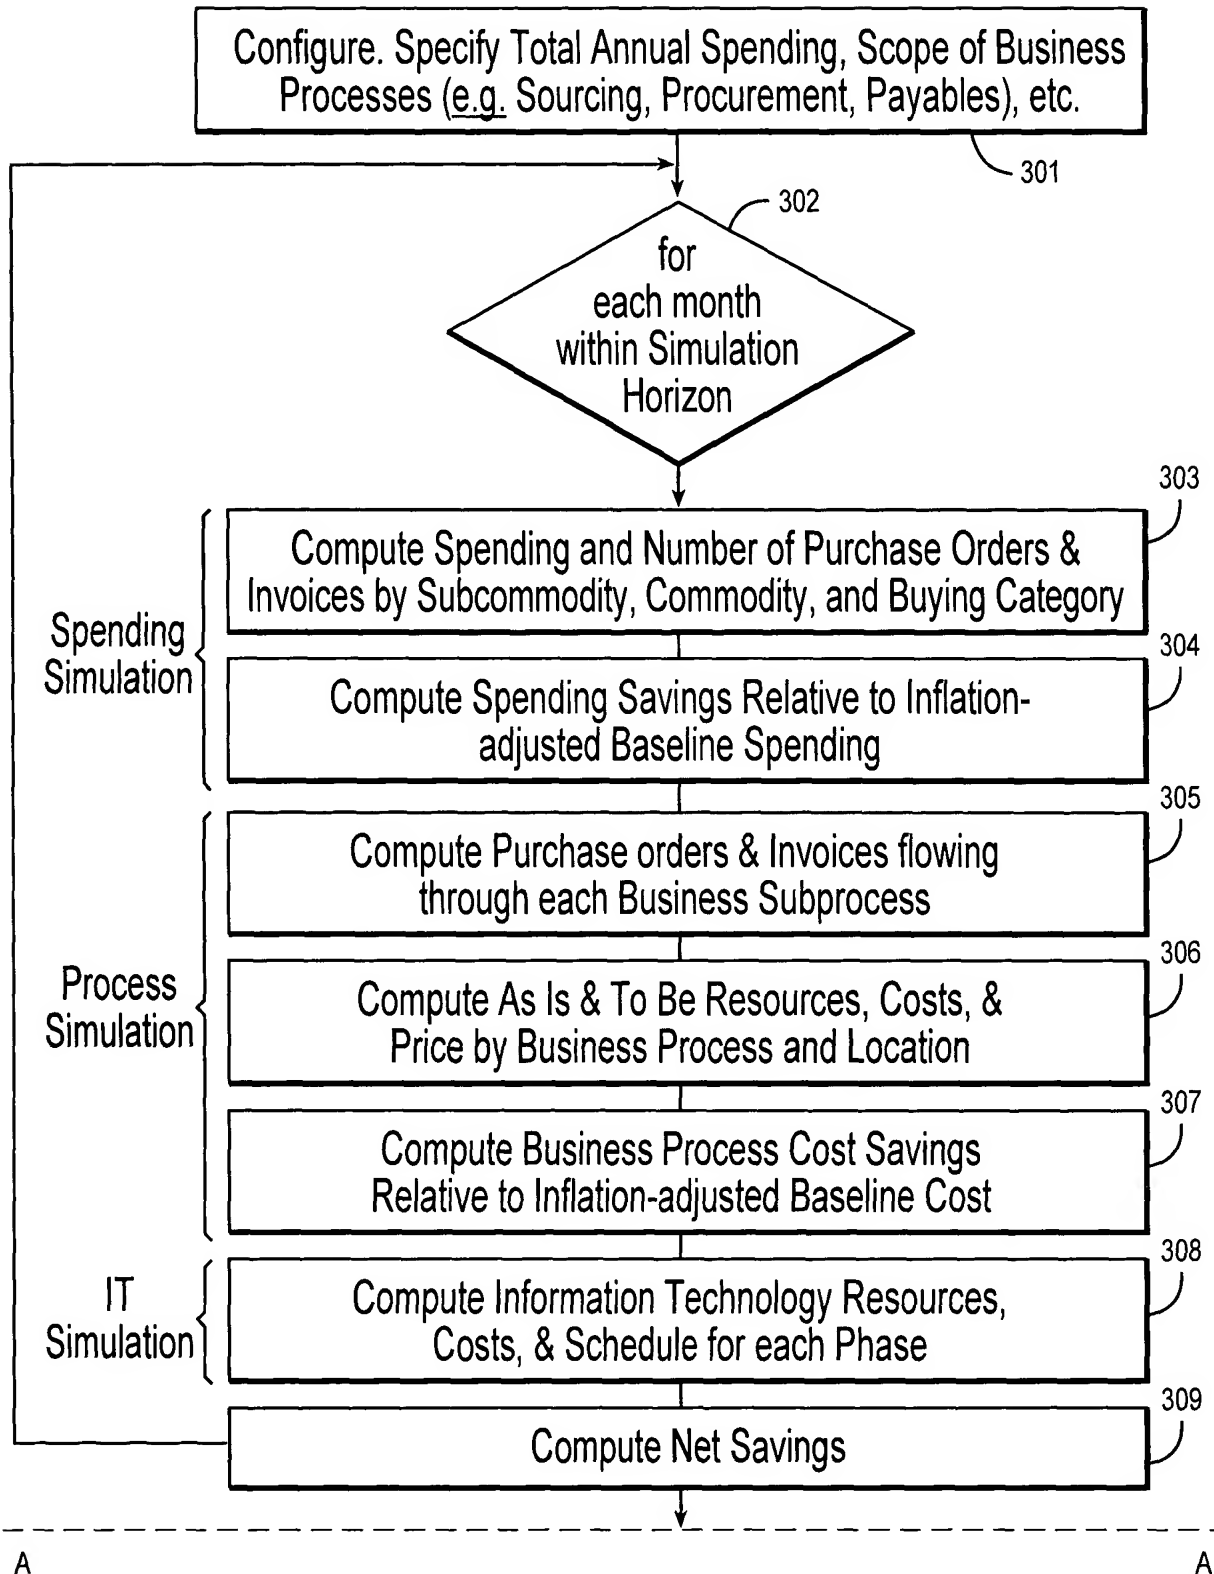 Configure. Specify Total Annual Spending, Scope of Business
Processes (e.g. Sourcing, Procurement, Payables), etc.
301
302
for
each month
within Simulation
Horizon
303
Compute Spending and Number of Purchase Orders &
Invoices by Subcommodity, Commodity, and Buying Category
Spending
Simulation
304
Compute Spending Savings Relative to Inflation-
adjusted Baseline Spending
305
Compute Purchase orders & Invoices flowing
through each Business Subprocess
Process
Simulation
306
Compute As Is & To Be Resources, Costs, &
Price by Business Process and Location
307
Compute Business Process Cost Savings
Relative to Inflation-adjusted Baseline Cost
308
IT
Simulation
Compute Information Technology Resources,
Costs, & Schedule for each Phase
309
Compute Net Savings
A
A